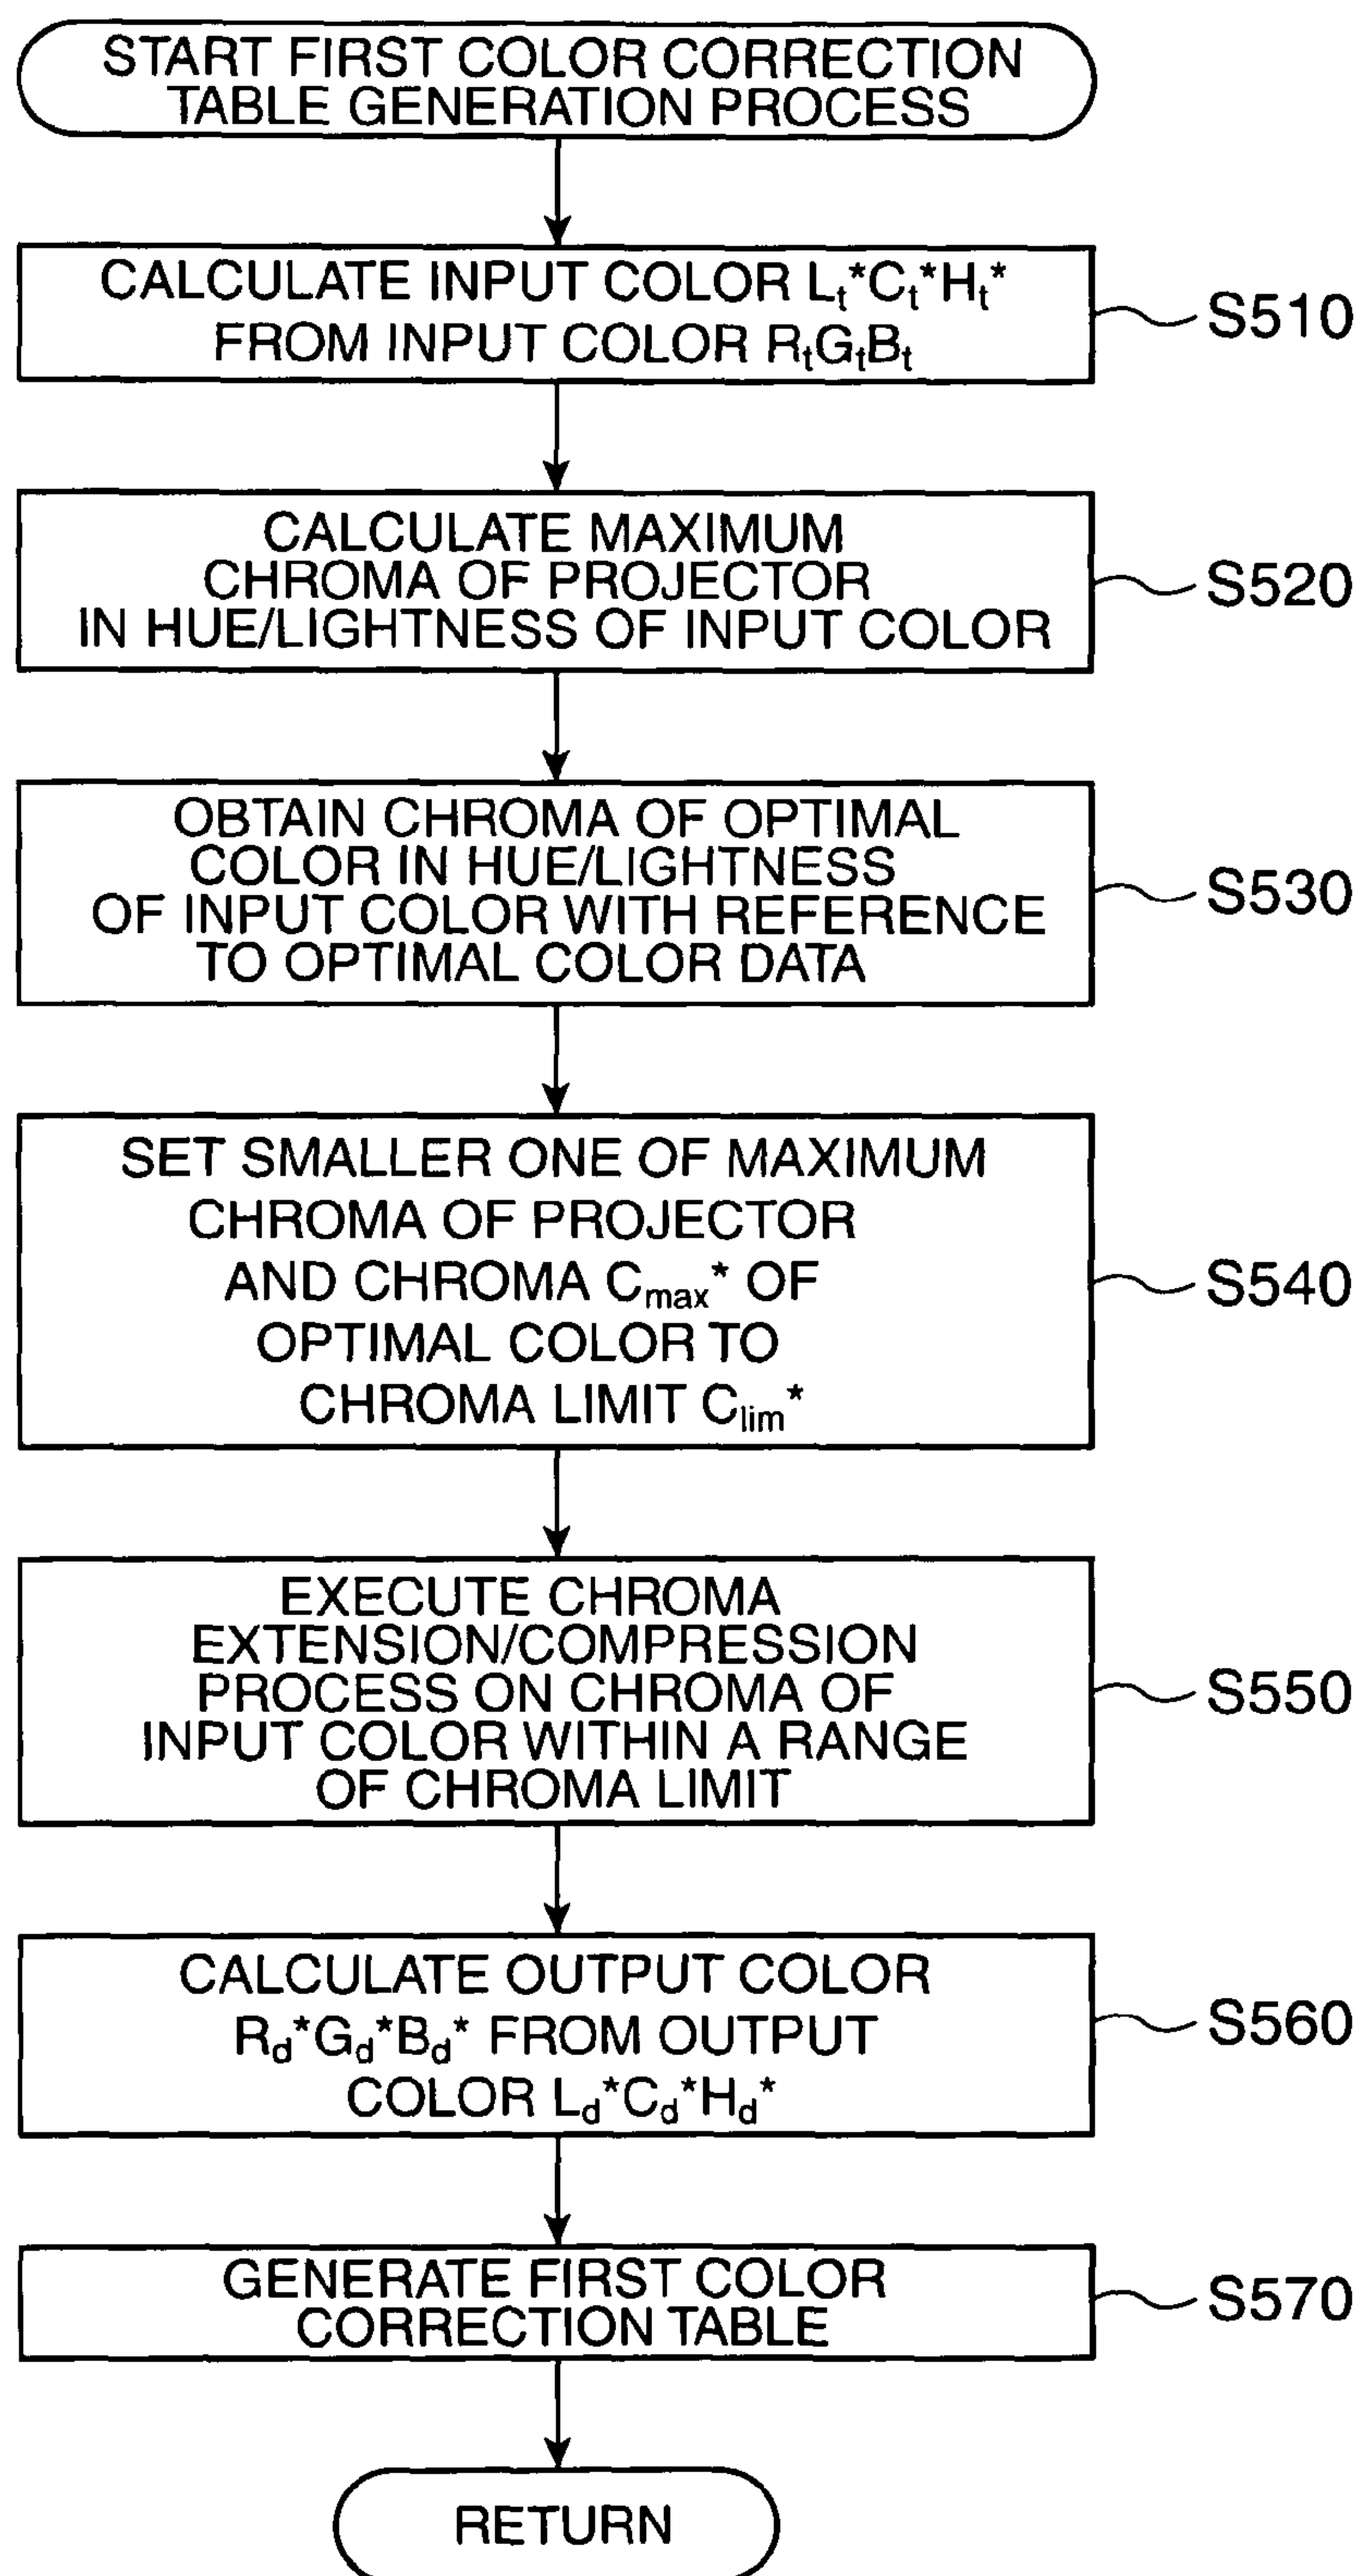 START FIRST COLOR CORRECTION
TABLE GENERATION PROCESS
CALCULATE INPUT COLOR Lt*Ct*Ht*
FROM INPUT COLOR RtGtBt
S510
CALCULATE MAXIMUM
CHROMA OF PROJECTOR
IN HUE/LIGHTNESS OF INPUT COLOR
S520
OBTAIN CHROMA OF OPTIMAL
COLOR IN HUE/LIGHTNESS
OF INPUT COLOR WITH REFERENCE
TO OPTIMAL COLOR DATA
S530
SET SMALLER ONE OF MAXIMUM
CHROMA OF PROJECTOR
AND CHROMA Cmax* OF
OPTIMAL COLOR TO
CHROMA LIMIT Clim*
S540
EXECUTE CHROMA
EXTENSION/COMPRESSION
PROCESS ON CHROMA OF
INPUT COLOR WITHIN A RANGE
OF CHROMA LIMIT
S550
CALCULATE OUTPUT COLOR
Rd*Gd*Bd* FROM OUTPUT
COLOR Ld*Cd*Hd*
S560
GENERATE FIRST COLOR
CORRECTION TABLE
S570
RETURN